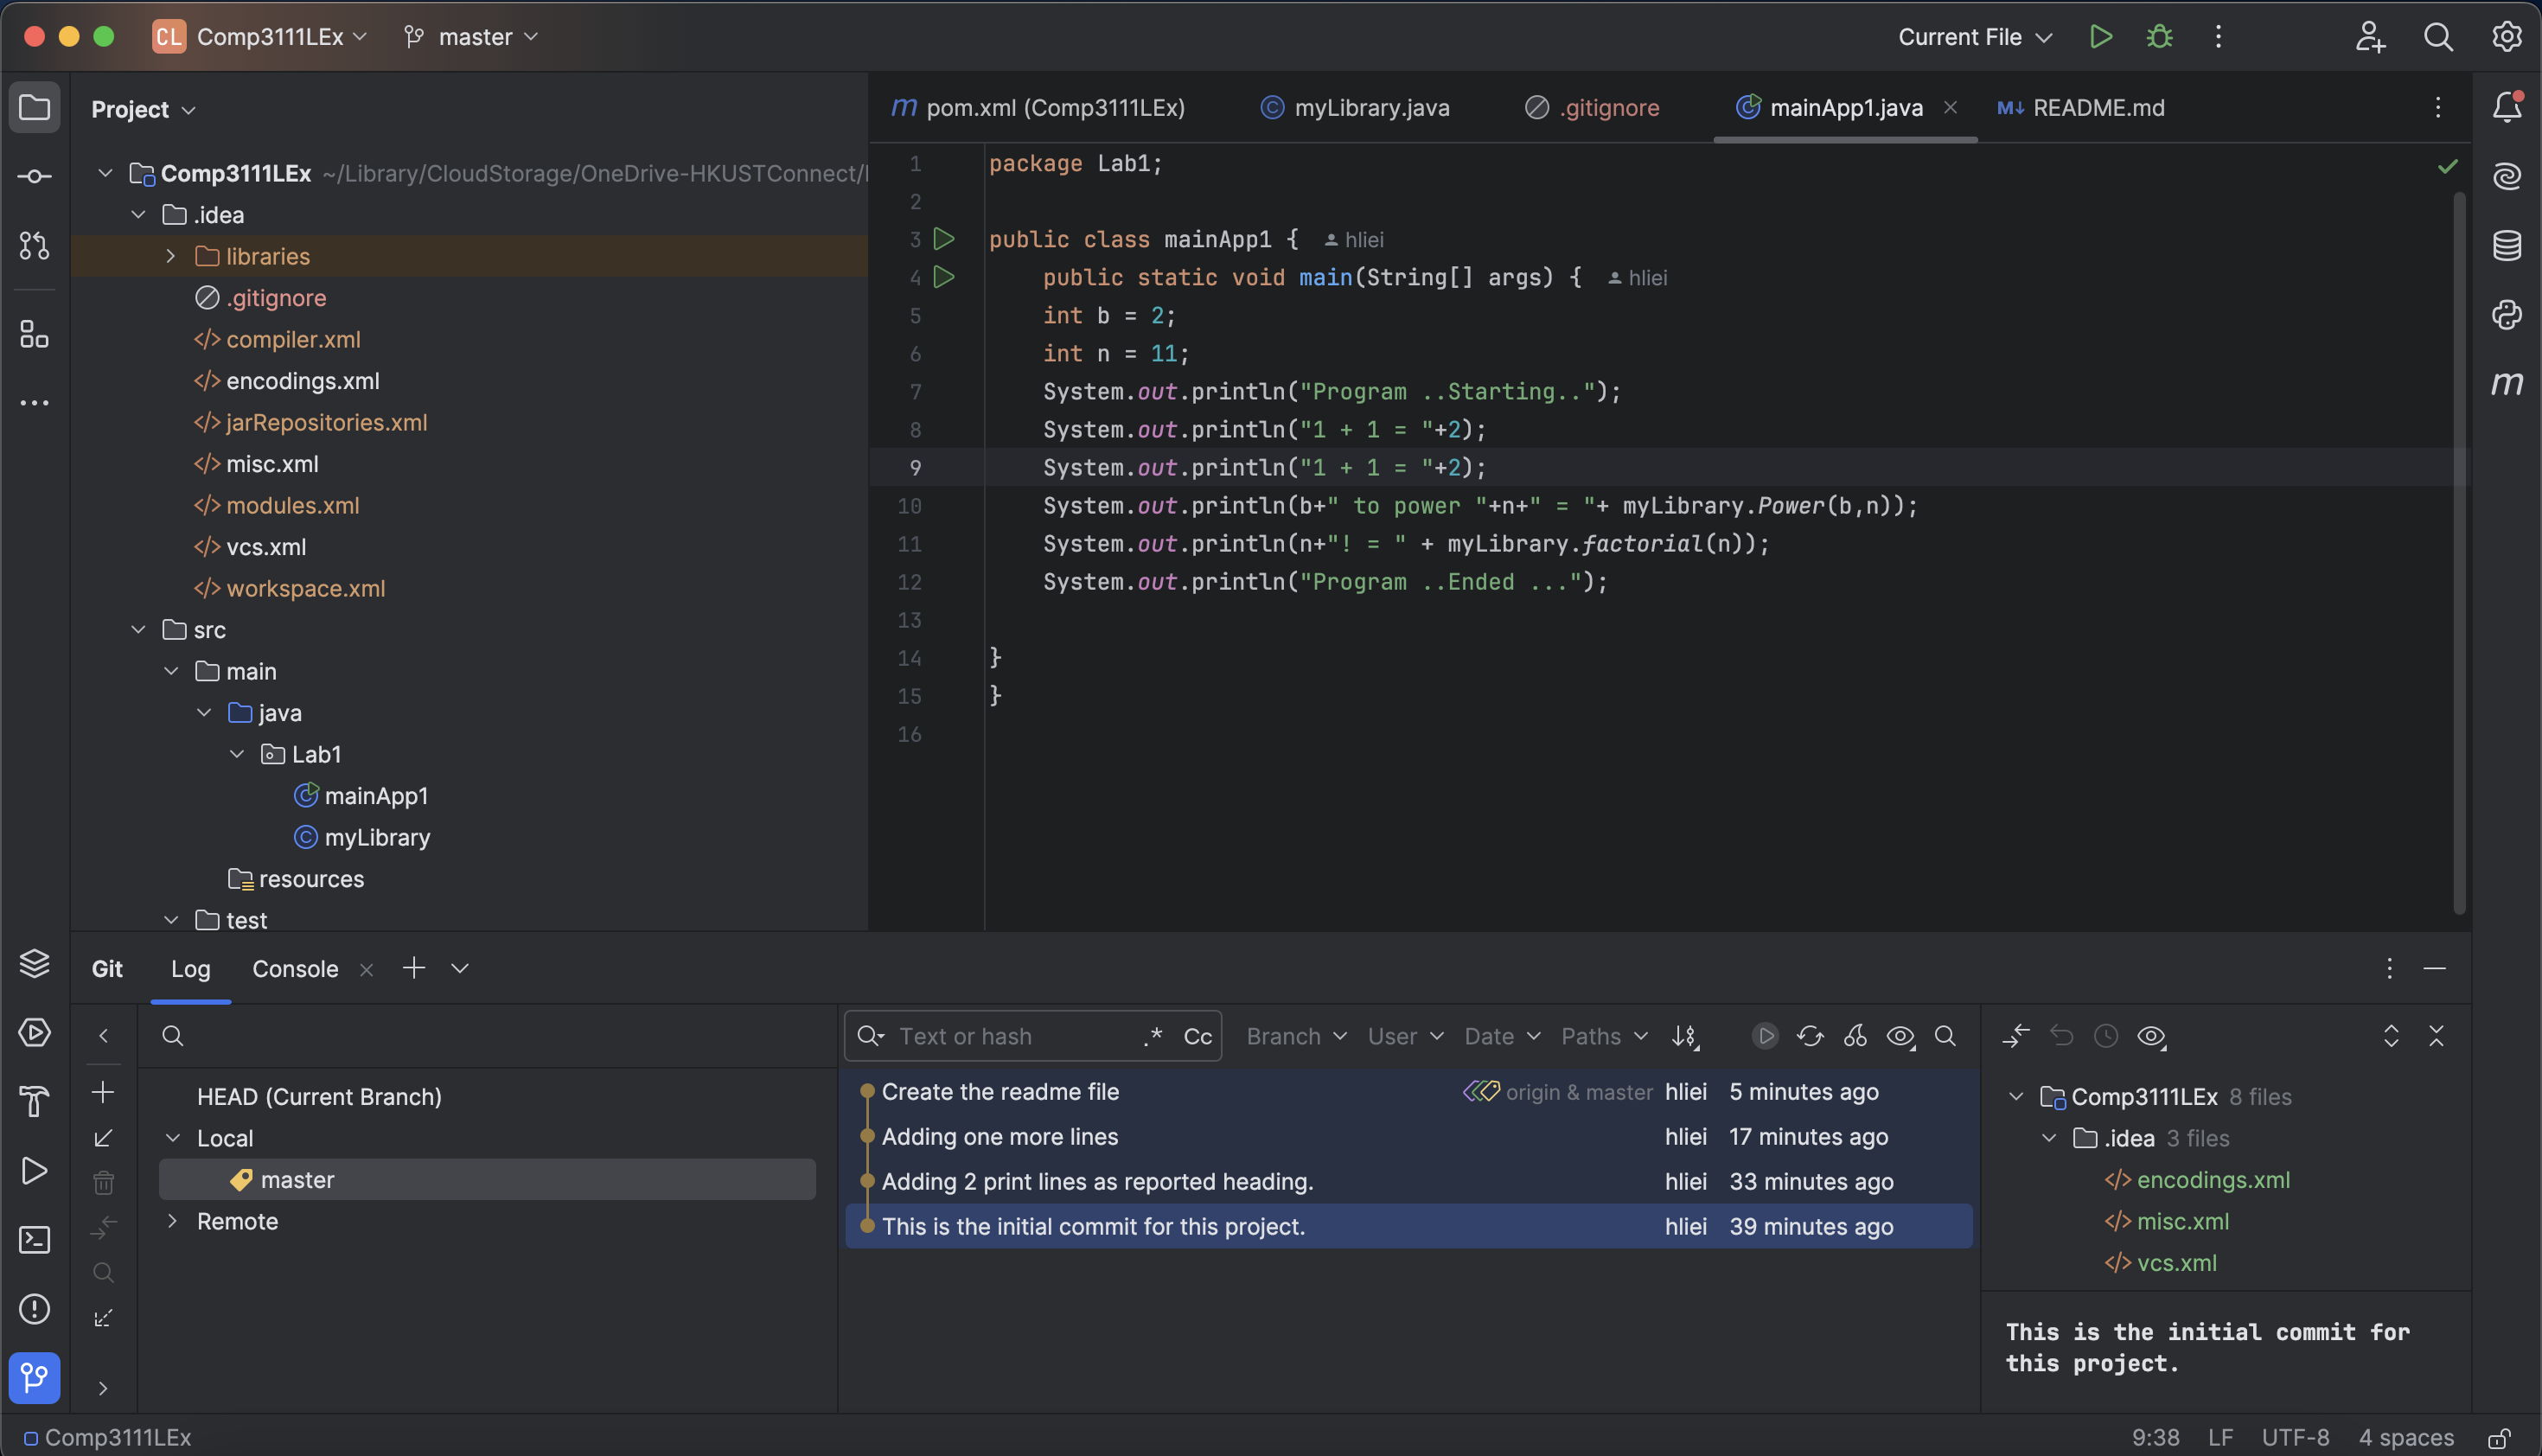 CL Comp3111LEx master Current File
Project
Comp3111LEx ~/Library/CloudStorage/OneDrive-HKUSTConnect/
.idea
libraries
.gitignore
compiler.xml
encodings.xml
jarRepositories.xml
misc.xml
modules.xml
vcs.xml
workspace.xml
src
main
java
Lab1
mainApp1
myLibrary
resources
test
m pom.xml (Comp3111LEx) myLibrary.java .gitignore mainApp1.java README.md
1 package Lab1;
2
3 public class mainApp1 { hliei
4 public static void main(String[] args) { hliei
5 int b = 2;
6 int n = 11;
7 System.out.println("Program ..Starting..");
8 System.out.println("1 + 1 = "+2);
9 System.out.println("1 + 1 = "+2);
10 System.out.println(b+" to power "+n+" = "+ myLibrary.Power(b,n));
11 System.out.println(n+"! = " + myLibrary.factorial(n));
12 System.out.println("Program ..Ended ...");
13
14 }
15 }
16
m
Git Log Console
HEAD (Current Branch)
Local
master
Remote
Text or hash .* Cc Branch User Date Paths
Create the readme file origin & master hliei 5 minutes ago
Adding one more lines hliei 17 minutes ago
Adding 2 print lines as reported heading. hliei 33 minutes ago
This is the initial commit for this project. hliei 39 minutes ago
Comp3111LEx 8 files
.idea 3 files
encodings.xml
misc.xml
vcs.xml
This is the initial commit for
this project.
Comp3111LEx 9:38 LF UTF-8 4 spaces